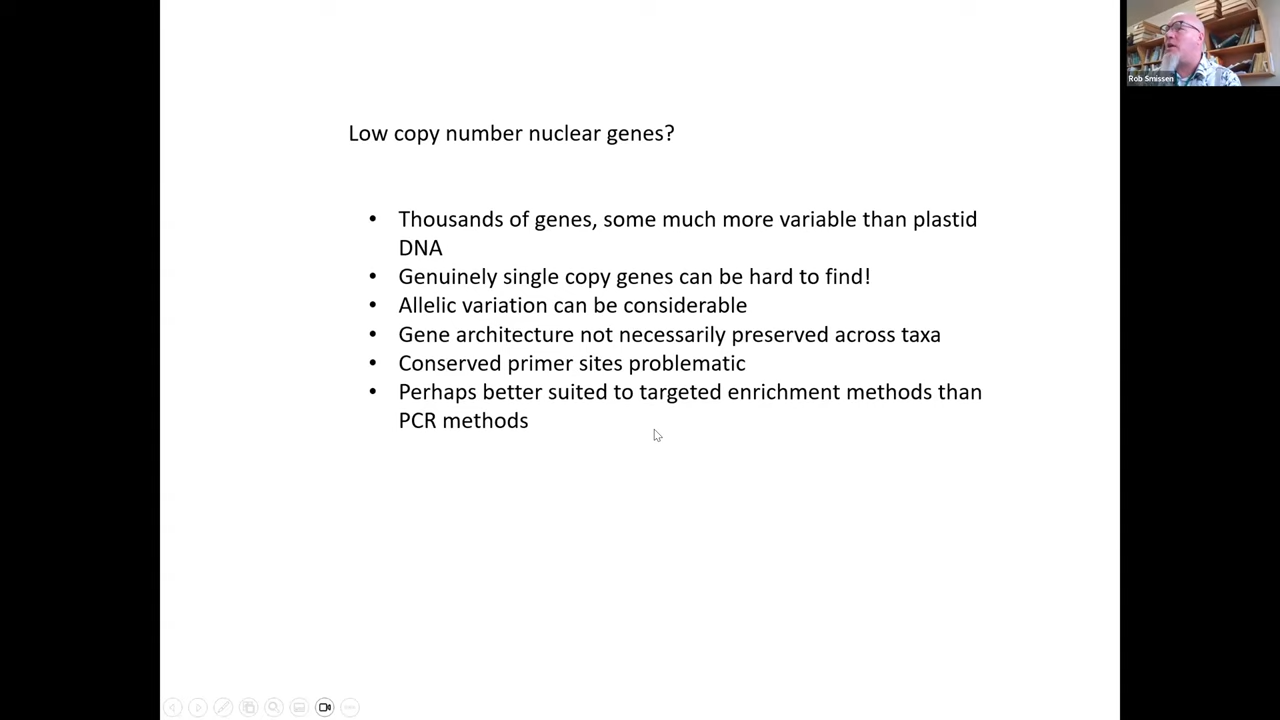 Rob Smissen
Low copy number nuclear genes?
• Thousands of genes, some much more variable than plastid
DNA
• Genuinely single copy genes can be hard to find!
• Allelic variation can be considerable
• Gene architecture not necessarily preserved across taxa
• Conserved primer sites problematic
• Perhaps better suited to targeted enrichment methods than
PCR methods